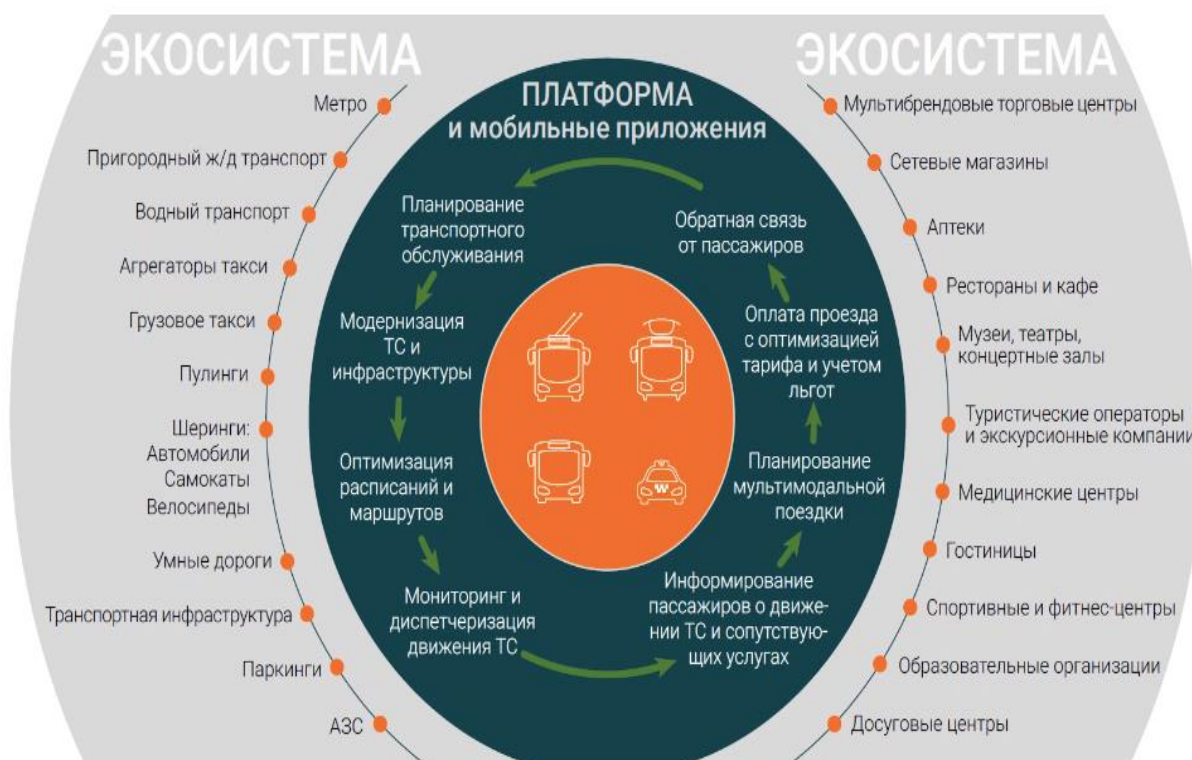 ЭКОСИСТЕМА
Метро
Пригородный ж/д транспорт
Водный транспорт
Агрегаторы такси
Грузовое такси
Пулинги
Шеринги:
Автомобили
Самокаты
Велосипеды
Умные дороги
Транспортная инфраструктура
Паркинги
АЗС
ПЛАТФОРМА
и мобильные приложения
Планирование
транспортного
обслуживания
Модернизация
ТС и
инфраструктуры
Оптимизация
расписаний и
маршрутов
Мониторинг и
диспетчеризация
движения ТС
Информирование
пассажиров о движе-
нии ТС и сопутствую-
щих услугах
Планирование
мультимодальной
поездки
Оплата проезда
с оптимизацией
тарифа и учетом
льгот
Обратная связь
от пассажиров
ЭКОСИСТЕМА
Мультибрендовые торговые центры
Сетевые магазины
Аптеки
Рестораны и кафе
Музеи, театры,
концертные залы
Туристические операторы
и экскурсионные компании
Медицинские центры
Гостиницы
Спортивные и фитнес-центры
Образовательные организации
Досуговые центры